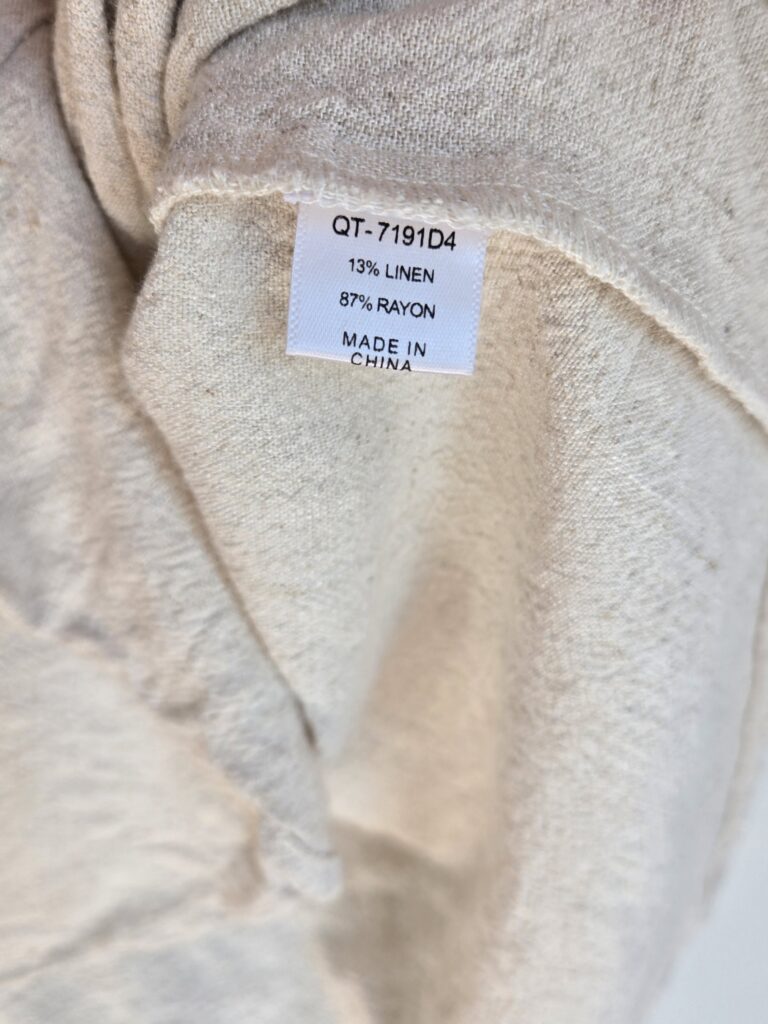 QT-7191D4
13% LINEN
87% RAYON
MADE IN
CHINA